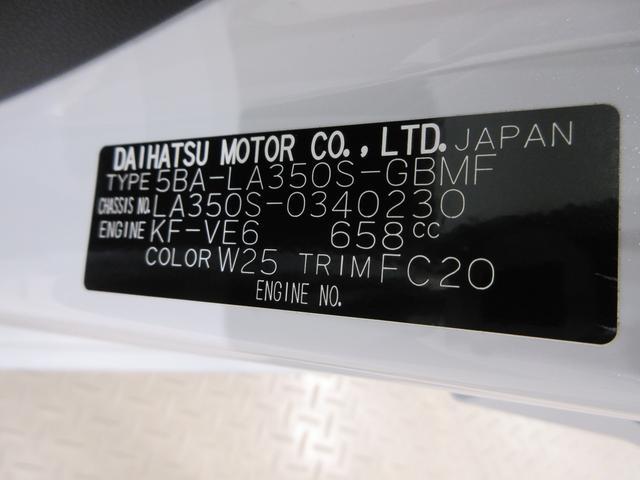 DAIHATSU MOTOR CO., LTD. JAPAN
TYPE 5BA-LA350S-GBMF
CHASSIS NO. LA350S-0340230
ENGINE KF-VE6 658cc
COLOR W25 TRIM FC20
ENGINE NO.